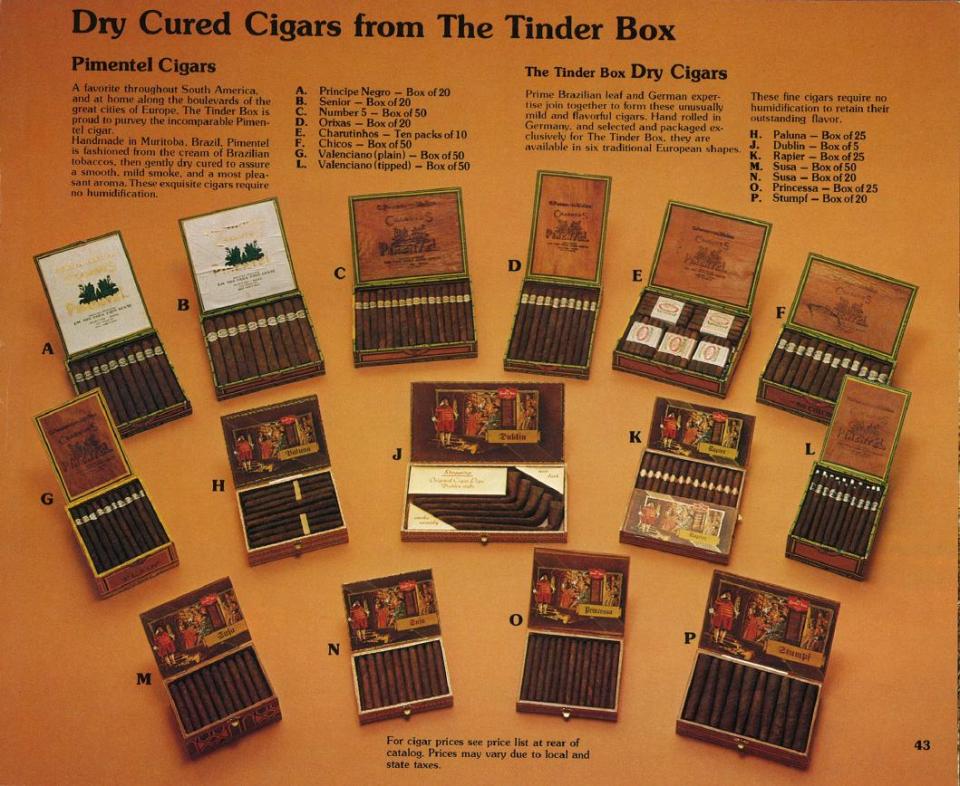 Dry Cured Cigars from The Tinder Box
Pimentel Cigars
A favorite throughout South America,
and at home along the boulevards of the
great cities of Europe, The Tinder Box is
proud to purvey the incomparable Pimen-
tel cigar.
Handmade in Muritoba, Brazil, Pimentel
is fashioned from the cream of Brazilian
tobaccos, then gently dry cured to assure
a smooth, mild smoke, and a most plea-
sant aroma. These exquisite cigars require
no humidification.
A. Principe Negro — Box of 20
B. Senior — Box of 20
C. Number 5 — Box of 50
D. Orixas — Box of 20
E. Charutinhos — Ten packs of 10
F. Chicos — Box of 50
G. Valenciano (plain) — Box of 50
L. Valenciano (tipped) — Box of 50
The Tinder Box Dry Cigars
Prime Brazilian leaf and German exper-
tise join together to form these unusually
mild and flavorful cigars. Hand rolled in
Germany, and selected and packaged ex-
clusively for The Tinder Box, they are
available in six traditional European shapes.
These fine cigars require no
humidification to retain their
outstanding flavor.
H. Paluna — Box of 25
J. Dublin — Box of 5
K. Rapier — Box of 25
M. Susa — Box of 50
N. Susa — Box of 20
O. Princessa — Box of 25
P. Stumpf — Box of 20
A
B
PIMENTEL
C
D
E
F
G
H
Paluna
J
Dublin
K
Rapier
Rapier
L
M
Susa
N
Susa
O
Princessa
P
Stumpf
For cigar prices see price list at rear of
catalog. Prices may vary due to local and
state taxes.
43